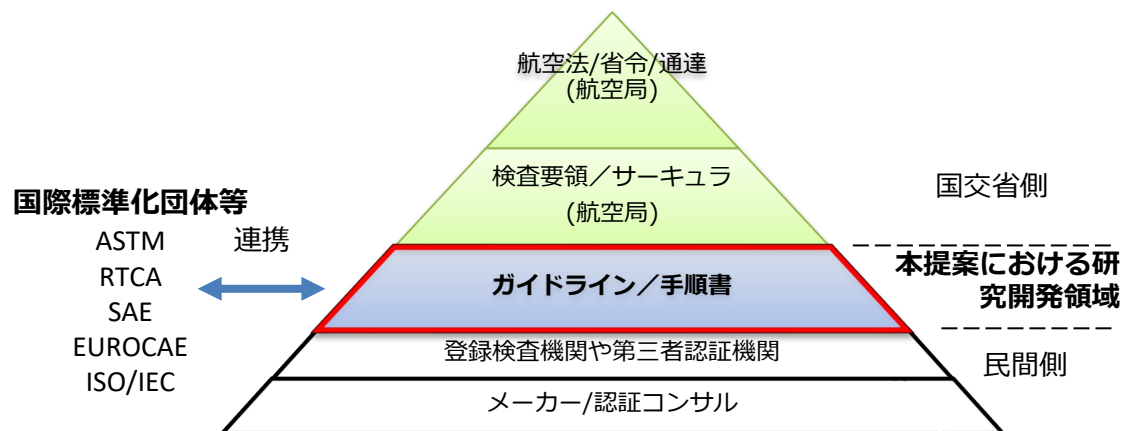 航空法/省令/通達
(航空局)
検査要領／サーキュラ
(航空局)
国交省側
国際標準化団体等
ASTM
RTCA
SAE
EUROCAE
ISO/IEC
連携
ガイドライン／手順書
本提案における研
究開発領域
登録検査機関や第三者認証機関
民間側
メーカー/認証コンサル